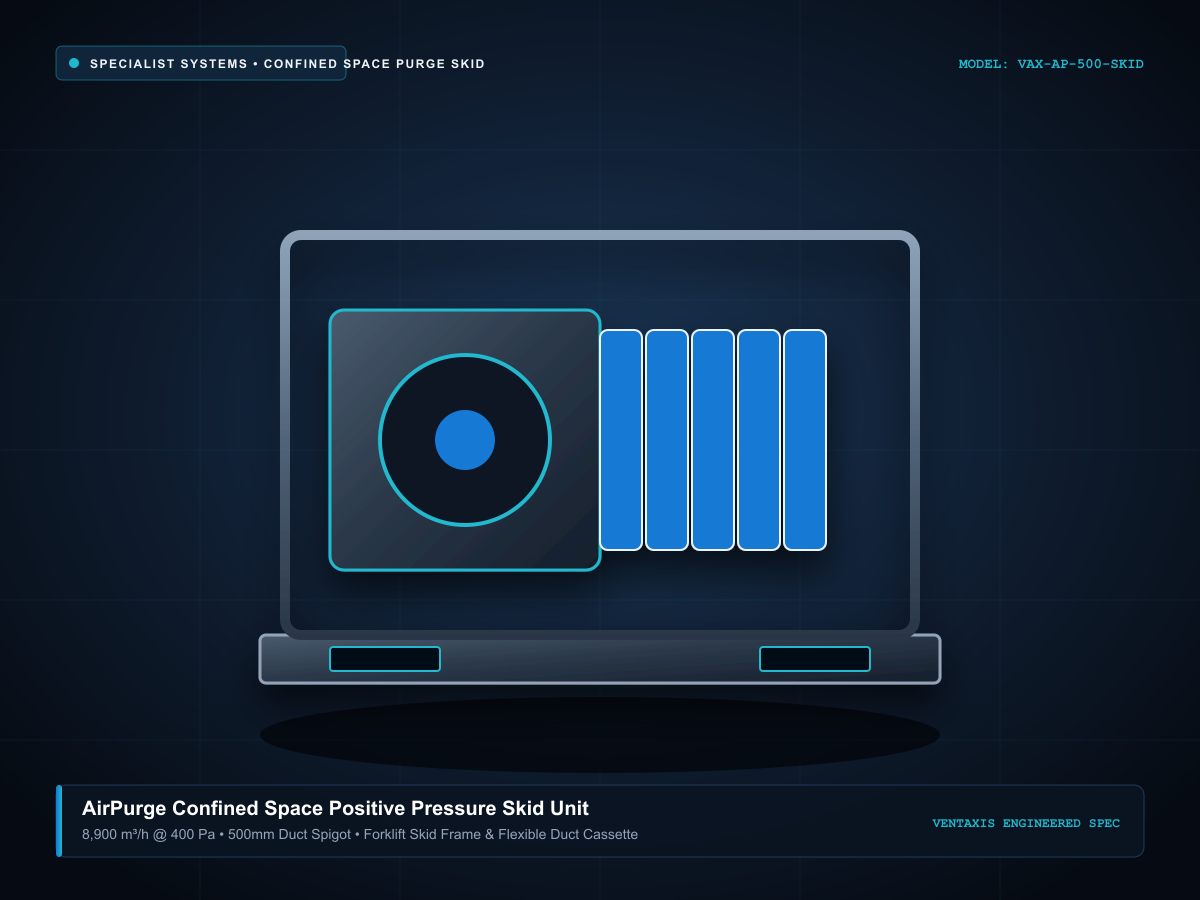 SPECIALIST SYSTEMS • CONFINED SPACE PURGE SKID
MODEL: VAX-AP-500-SKID
AirPurge Confined Space Positive Pressure Skid Unit
8,900 m³/h @ 400 Pa • 500mm Duct Spigot • Forklift Skid Frame & Flexible Duct Cassette
VENTAXIS ENGINEERED SPEC